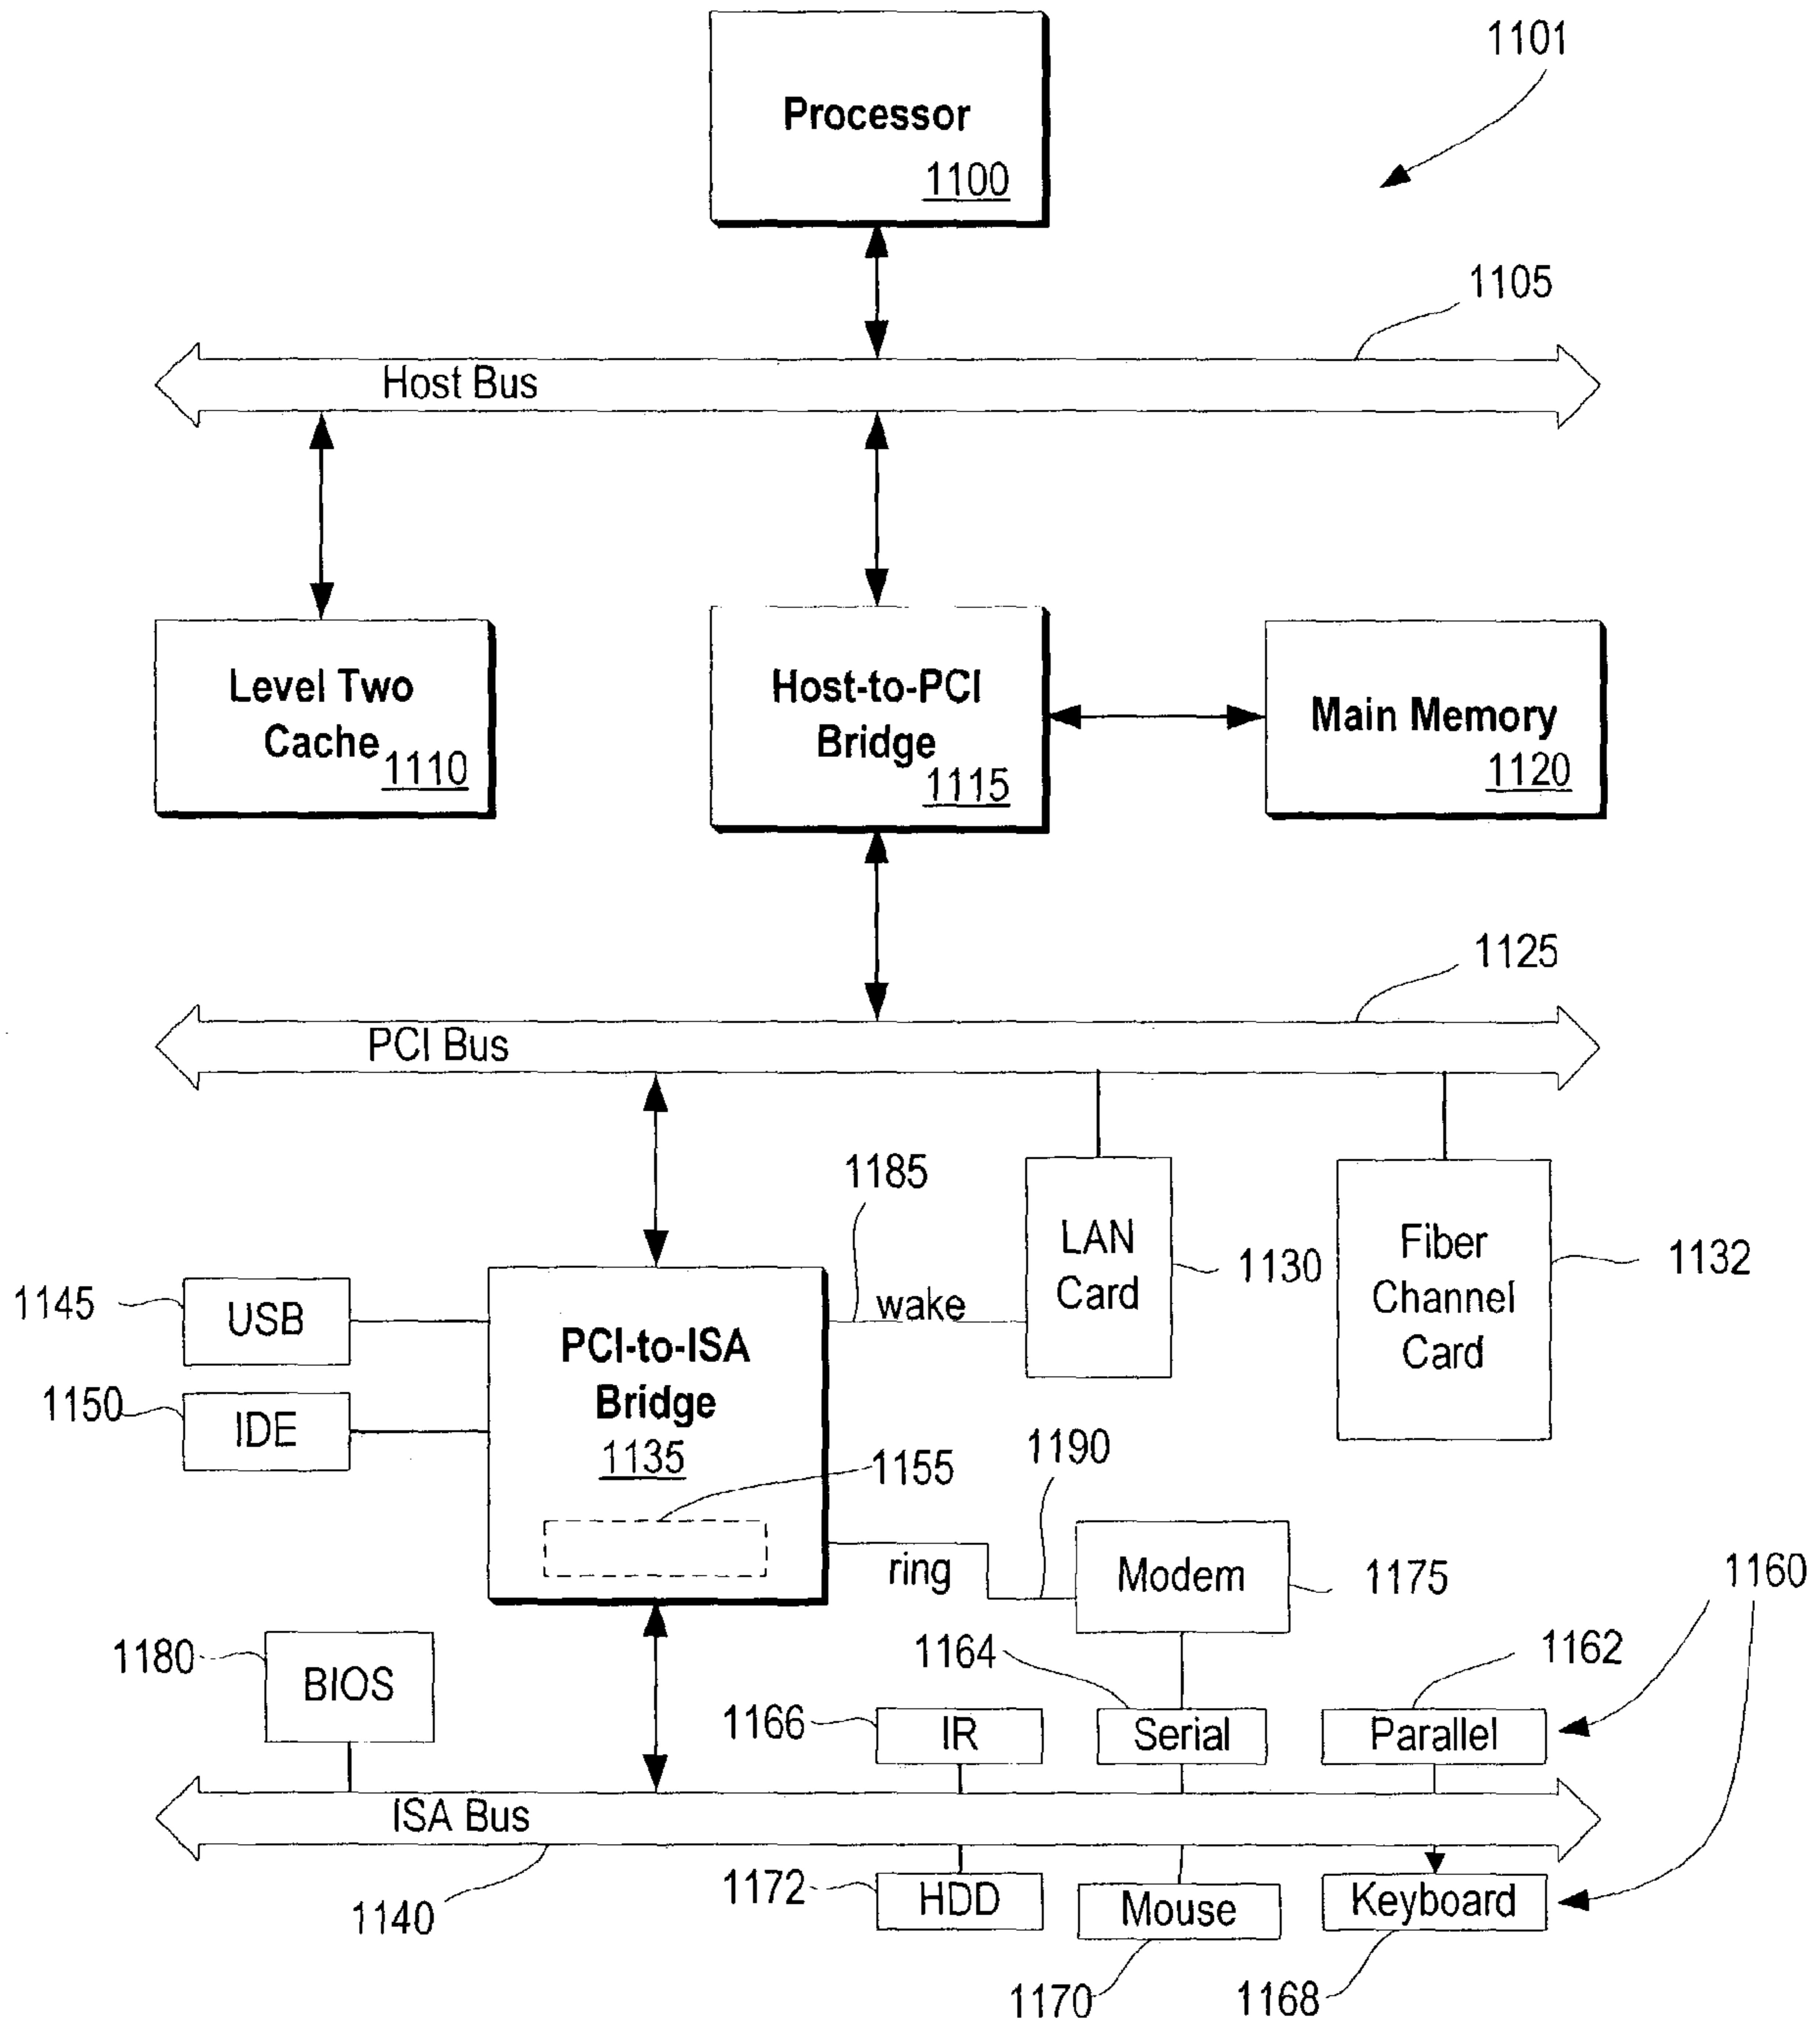 1101
Processor
1100
1105
Host Bus
Level Two
Cache
1110
Host-to-PCI
Bridge
1115
Main Memory
1120
1125
PCI Bus
1185
LAN
Card
1130
Fiber
Channel
Card
1132
1145
USB
wake
PCI-to-ISA
Bridge
1135
1150
IDE
1155
1190
ring
Modem
1175
1160
1180
BIOS
1164
1162
1166
IR
Serial
Parallel
ISA Bus
1140
1172
HDD
Mouse
Keyboard
1170
1168